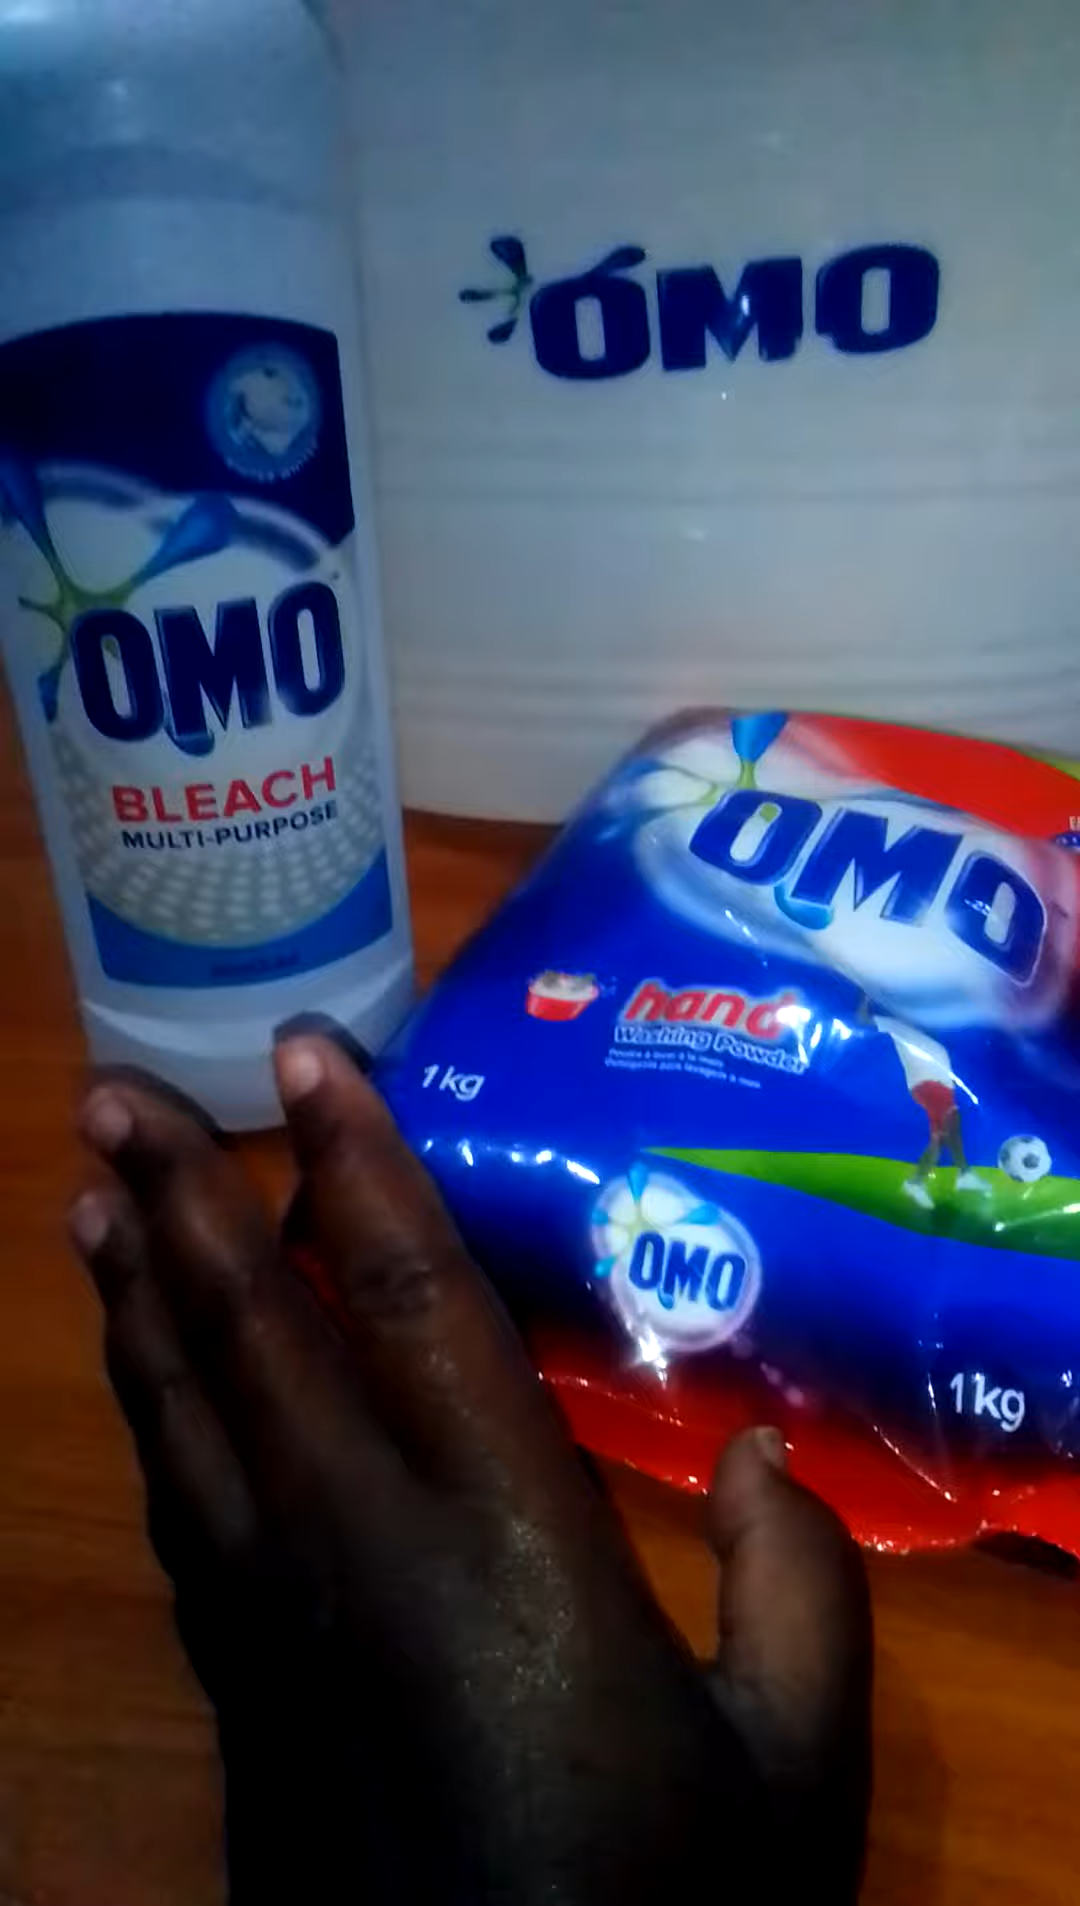 OMO
OMO
BLEACH
MULTI-PURPOSE
OMO
hand
Washing Powder
1kg
OMO
1kg